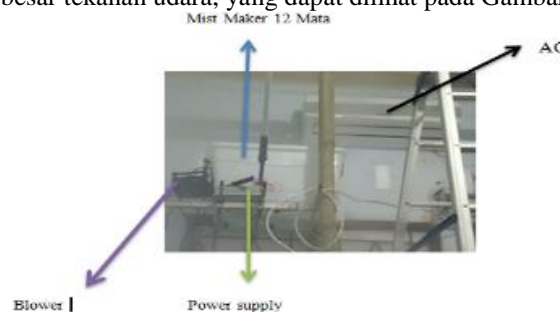 besar tekanan udara, yang dapat dilihat pada Gambar
Mist Maker 12 Mata
AC
Blower
Power supply